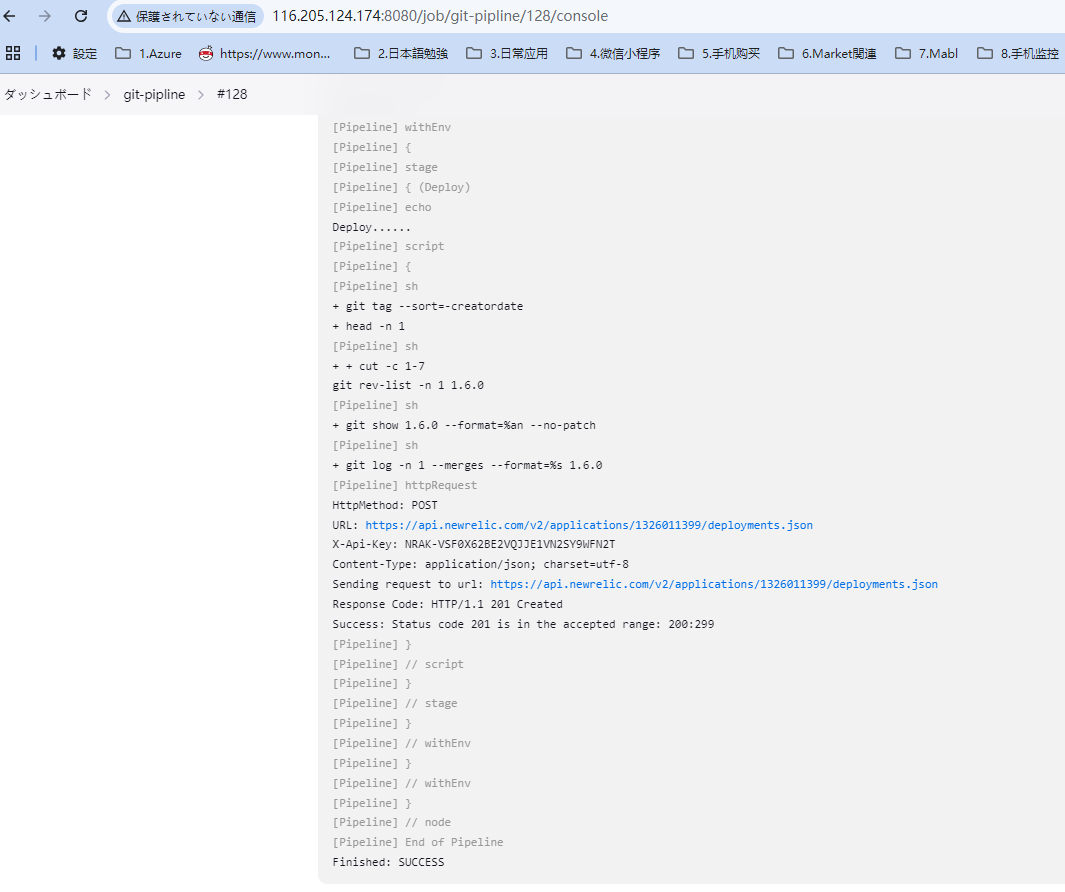 保護されていない通信 116.205.124.174:8080/job/git-pipline/128/console
設定 1.Azure https://www.mon... 2.日本語勉強 3.日常应用 4.微信小程序 5.手机购买 6.Market関連 7.Mabl 8.手机监控
ダッシュボード > git-pipline > #128
[Pipeline] withEnv
[Pipeline] {
[Pipeline] stage
[Pipeline] { (Deploy)
[Pipeline] echo
Deploy......
[Pipeline] script
[Pipeline] {
[Pipeline] sh
+ git tag --sort=-creatordate
+ head -n 1
[Pipeline] sh
+ + cut -c 1-7
git rev-list -n 1 1.6.0
[Pipeline] sh
+ git show 1.6.0 --format=%an --no-patch
[Pipeline] sh
+ git log -n 1 --merges --format=%s 1.6.0
[Pipeline] httpRequest
HttpMethod: POST
URL: https://api.newrelic.com/v2/applications/1326011399/deployments.json
X-Api-Key: NRAK-VSF0X62BE2VQJJE1VN2SY9WFN2T
Content-Type: application/json; charset=utf-8
Sending request to url: https://api.newrelic.com/v2/applications/1326011399/deployments.json
Response Code: HTTP/1.1 201 Created
Success: Status code 201 is in the accepted range: 200:299
[Pipeline] }
[Pipeline] // script
[Pipeline] }
[Pipeline] // stage
[Pipeline] }
[Pipeline] // withEnv
[Pipeline] }
[Pipeline] // withEnv
[Pipeline] }
[Pipeline] // node
[Pipeline] End of Pipeline
Finished: SUCCESS